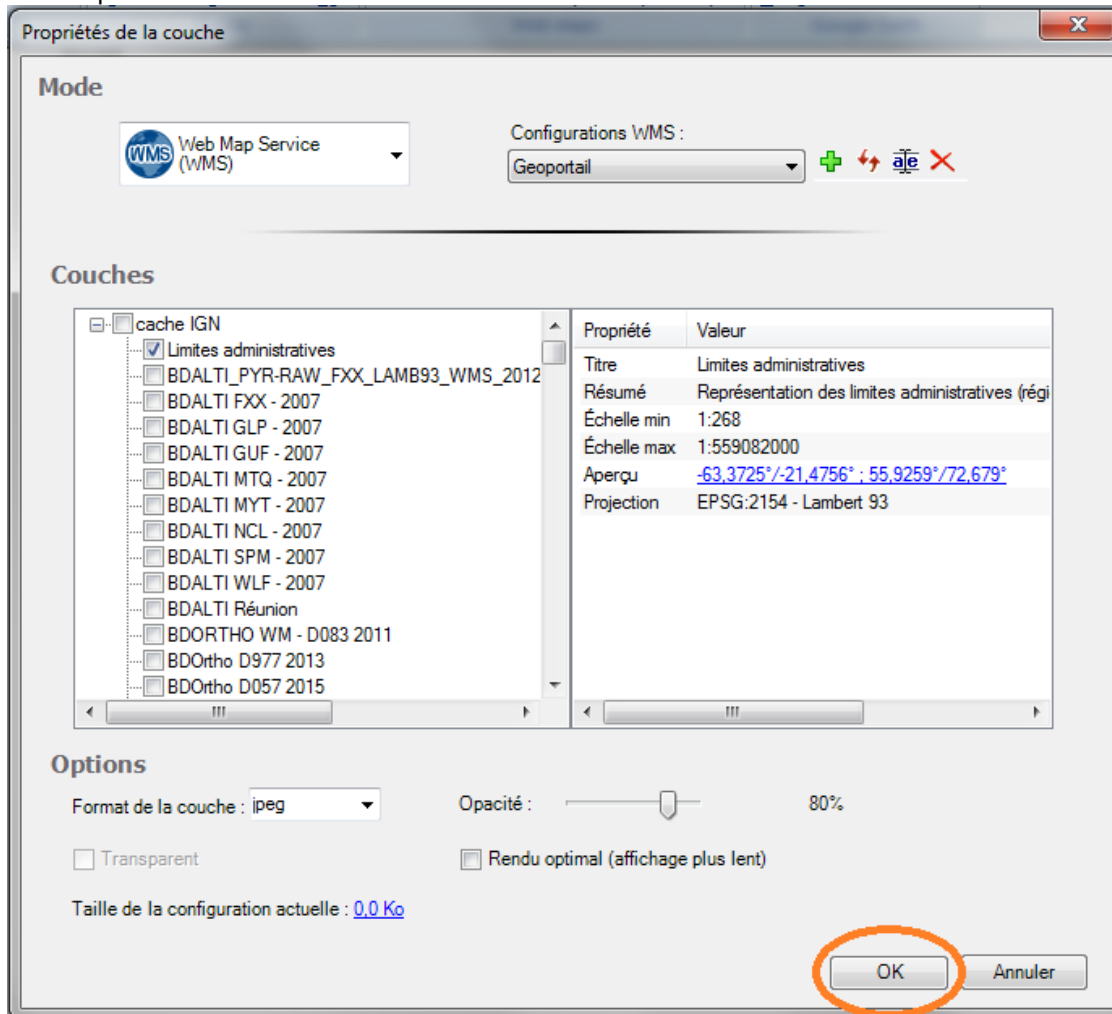 Propriétés de la couche
Mode
WMS
Web Map Service
(WMS)
Configurations WMS :
Geoportail
a|e
Couches
cache IGN
Limites administratives
BDALTI_PYR-RAW_FXX_LAMB93_WMS_2012
BDALTI FXX - 2007
BDALTI GLP - 2007
BDALTI GUF - 2007
BDALTI MTQ - 2007
BDALTI MYT - 2007
BDALTI NCL - 2007
BDALTI SPM - 2007
BDALTI WLF - 2007
BDALTI Réunion
BDORTHO WM - D083 2011
BDOrtho D977 2013
BDOrtho D057 2015
Propriété Valeur
Titre Limites administratives
Résumé Représentation des limites administratives (régi
Échelle min 1:268
Échelle max 1:559082000
Aperçu -63,3725°/-21,4756° ; 55,9259°/72,679°
Projection EPSG:2154 - Lambert 93
Options
Format de la couche : jpeg
Opacité : 80%
Transparent
Rendu optimal (affichage plus lent)
Taille de la configuration actuelle : 0,0 Ko
OK
Annuler